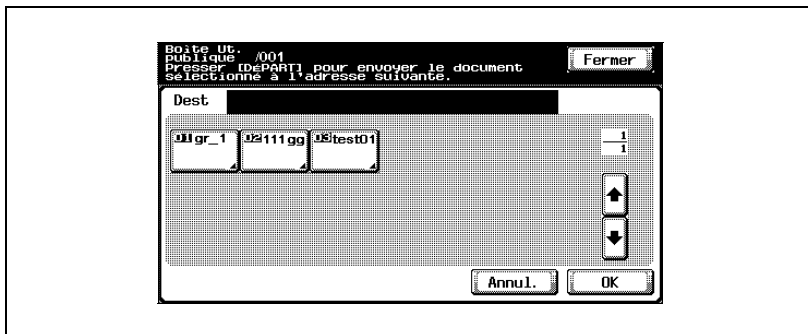 Boîte Ut.
publique /001
Presser [DéPART] pour envoyer le document
sélectionné à l'adresse suivante.
Fermer
Dest
01 gr_1 02 111gg 03 test01
1
1
Annul. OK